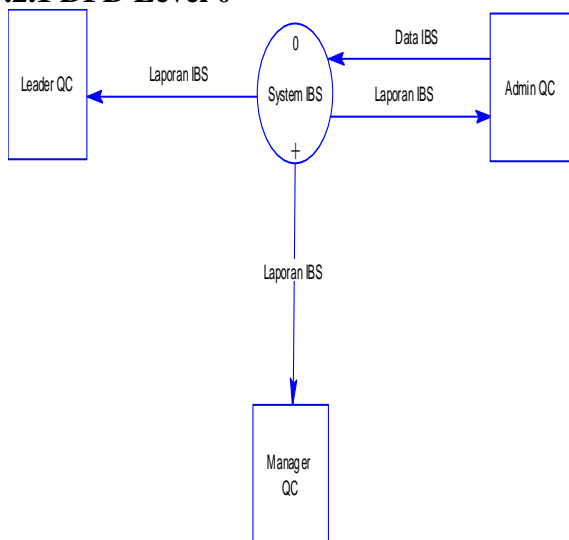 0
Data IBS
Leader QC
Laporan IBS
System IBS
Laporan IBS
Admin QC
+
Laporan IBS
Manager
QC